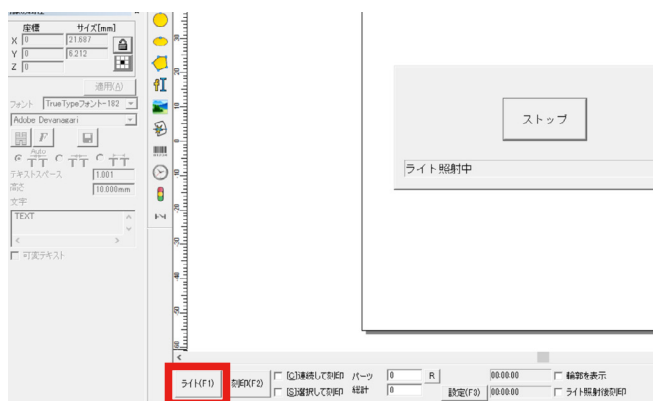 座標 サイズ[mm]
X 0 21.687
Y 0 6.212
Z 0
適用(A)
フォント TrueTypeフォント-182
Adobe Devanagari
F
Auto
テキストスペース 1.001
高さ 10.000mm
文字
TEXT
可変テキスト
ストップ
ライト照射中
ライト(F1)
刻印(F2)
[C]連続して刻印 パーツ 0 R 00:00:00 輪郭を表示
[S]選択して刻印 総計 0 設定(F3) 00:00:00 ライト照射後刻印